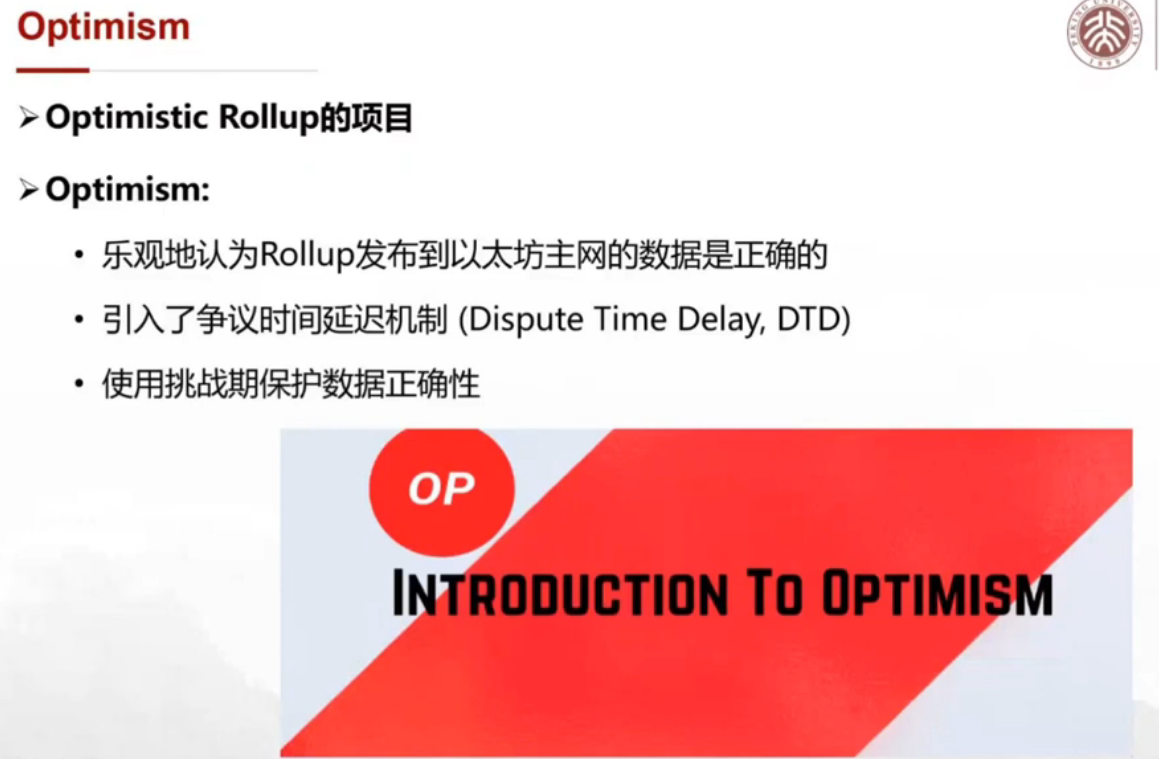 Optimism
PEKING UNIVERSITY
1898
➢Optimistic Rollup的项目
➢Optimism:
• 乐观地认为Rollup发布到以太坊主网的数据是正确的
• 引入了争议时间延迟机制 (Dispute Time Delay, DTD)
• 使用挑战期保护数据正确性
OP
INTRODUCTION TO OPTIMISM